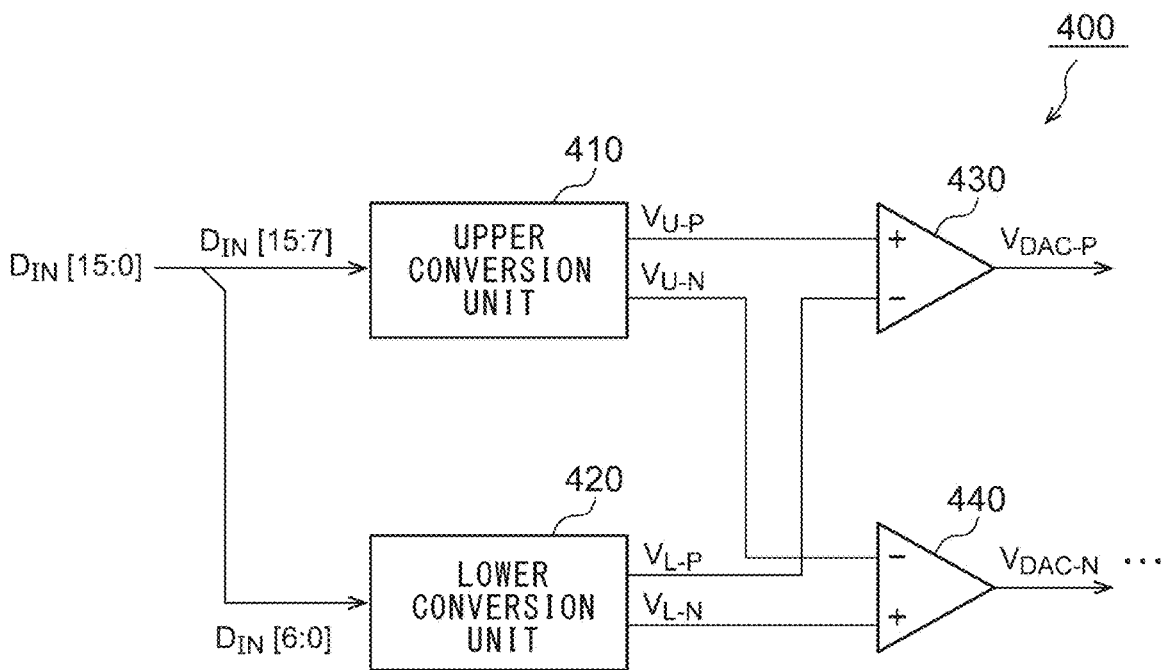 400
410
430
D_IN [15:0]
D_IN [15:7]
UPPER
CONVERSION
UNIT
V_U-P
V_U-N
+
−
V_DAC-P
420
440
D_IN [6:0]
LOWER
CONVERSION
UNIT
V_L-P
V_L-N
−
+
V_DAC-N ...